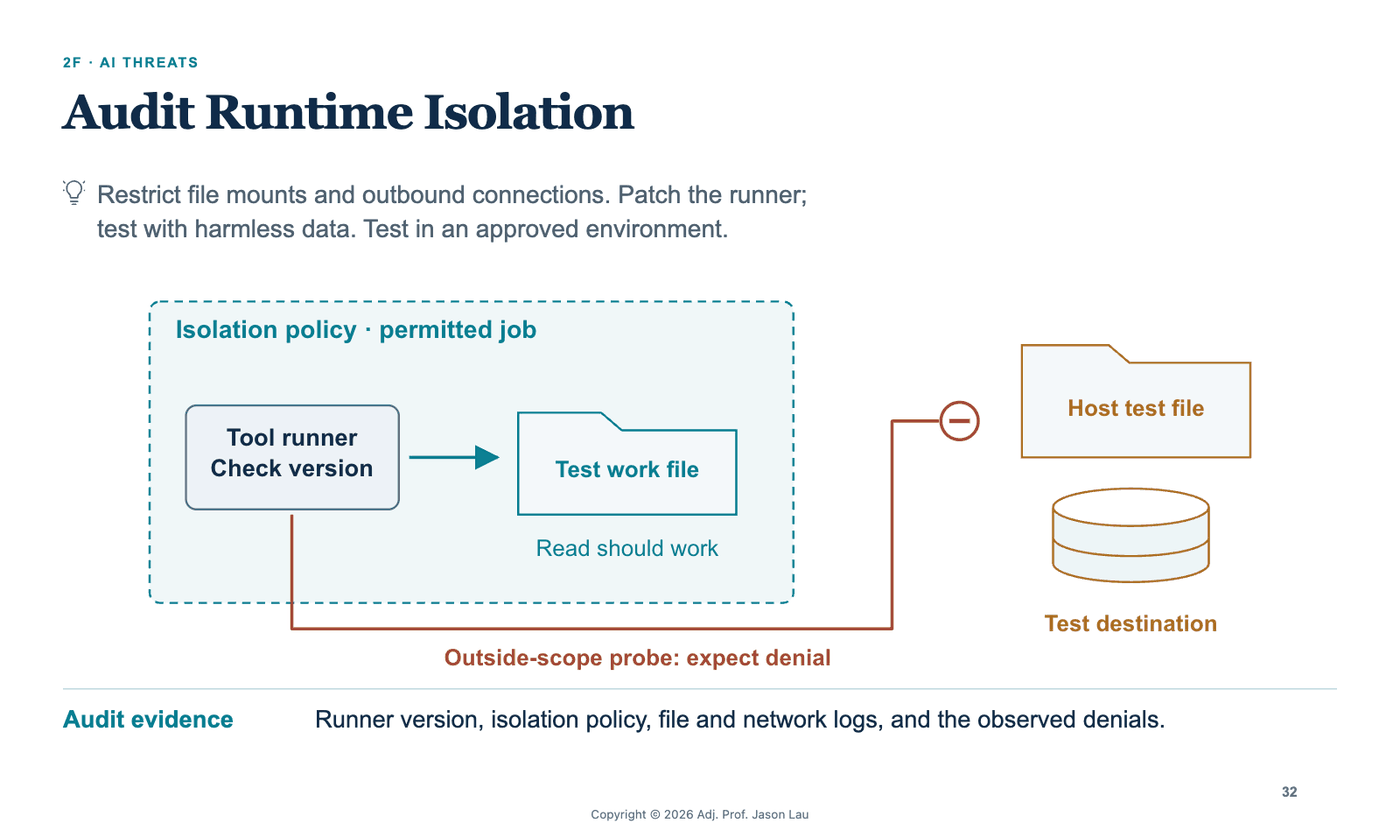 2F · AI THREATS
Audit Runtime Isolation
Restrict file mounts and outbound connections. Patch the runner;
test with harmless data. Test in an approved environment.
Isolation policy · permitted job
Tool runner
Check version
Test work file
Read should work
Host test file
Test destination
Outside-scope probe: expect denial
Audit evidence
Runner version, isolation policy, file and network logs, and the observed denials.
32
Copyright © 2026 Adj. Prof. Jason Lau